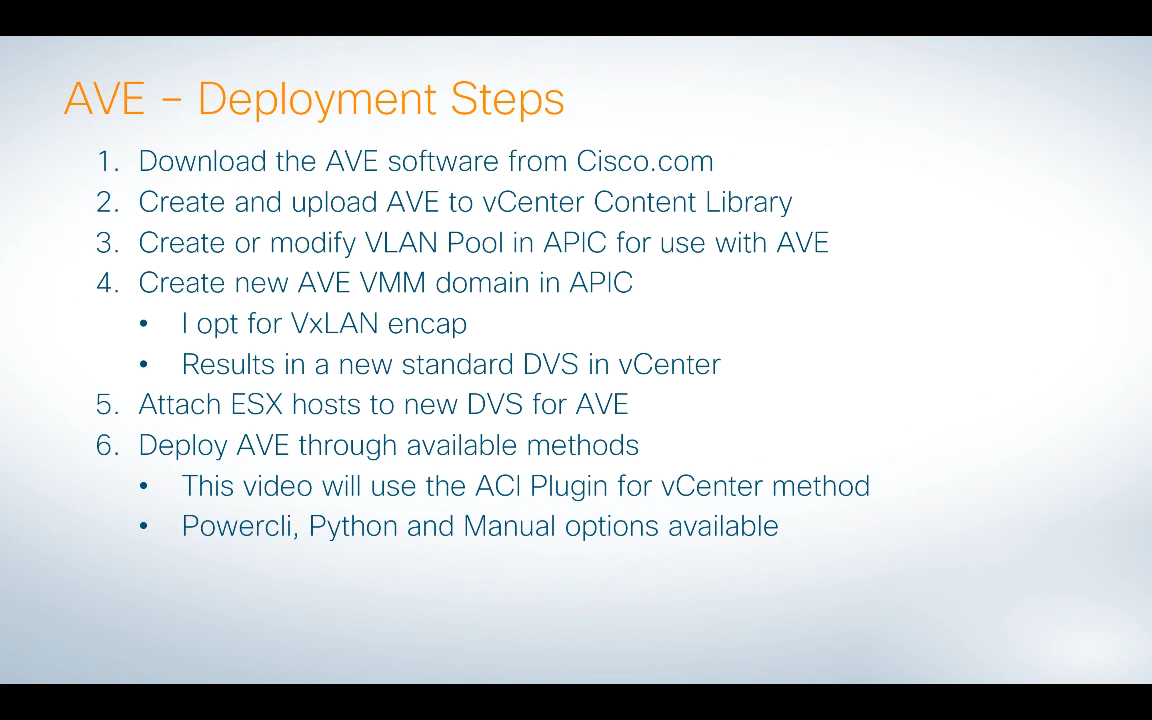 AVE – Deployment Steps
1. Download the AVE software from Cisco.com
2. Create and upload AVE to vCenter Content Library
3. Create or modify VLAN Pool in APIC for use with AVE
4. Create new AVE VMM domain in APIC
• I opt for VxLAN encap
• Results in a new standard DVS in vCenter
5. Attach ESX hosts to new DVS for AVE
6. Deploy AVE through available methods
• This video will use the ACI Plugin for vCenter method
• Powercli, Python and Manual options available